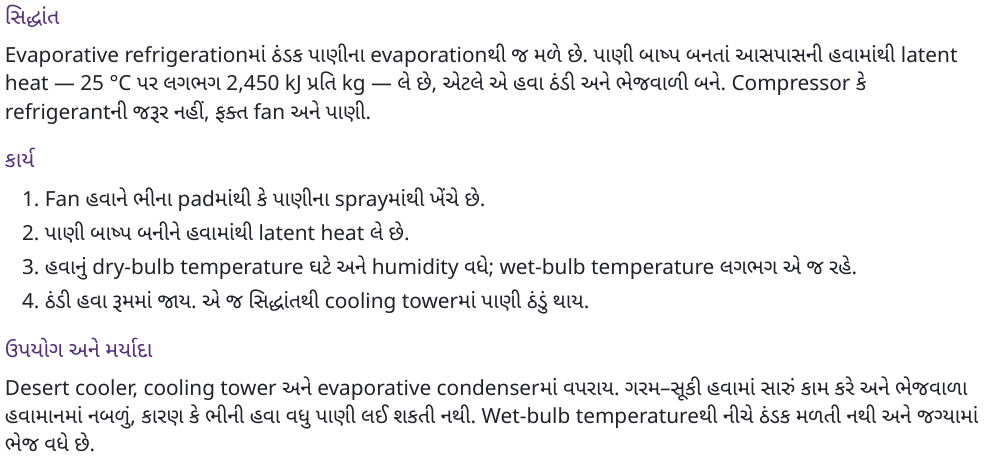 સિદ્ધાંત
Evaporative refrigerationમાં ઠંડક પાણીના evaporationથી જ મળે છે. પાણી બાષ્પ બનતાં આસપાસની હવામાંથી latent
heat — 25 °C પર લગભગ 2,450 kJ પ્રતિ kg — લે છે, એટલે એ હવા ઠંડી અને ભેજવાળી બને. Compressor કે
refrigerantની જરૂર નહીં, ફક્ત fan અને પાણી.
કાર્ય
1. Fan હવાને ભીના padમાંથી કે પાણીના sprayમાંથી ખેંચે છે.
2. પાણી બાષ્પ બનીને હવામાંથી latent heat લે છે.
3. હવાનું dry-bulb temperature ઘટે અને humidity વધે; wet-bulb temperature લગભગ એ જ રહે.
4. ઠંડી હવા રૂમમાં જાય. એ જ સિદ્ધાંતથી cooling towerમાં પાણી ઠંડું થાય.
ઉપયોગ અને મર્યાદા
Desert cooler, cooling tower અને evaporative condenserમાં વપરાય. ગરમ–સૂકી હવામાં સારું કામ કરે અને ભેજવાળા
હવામાનમાં નબળું, કારણ કે ભીની હવા વધુ પાણી લઈ શકતી નથી. Wet-bulb temperatureથી નીચે ઠંડક મળતી નથી અને જગ્યામાં
ભેજ વધે છે.